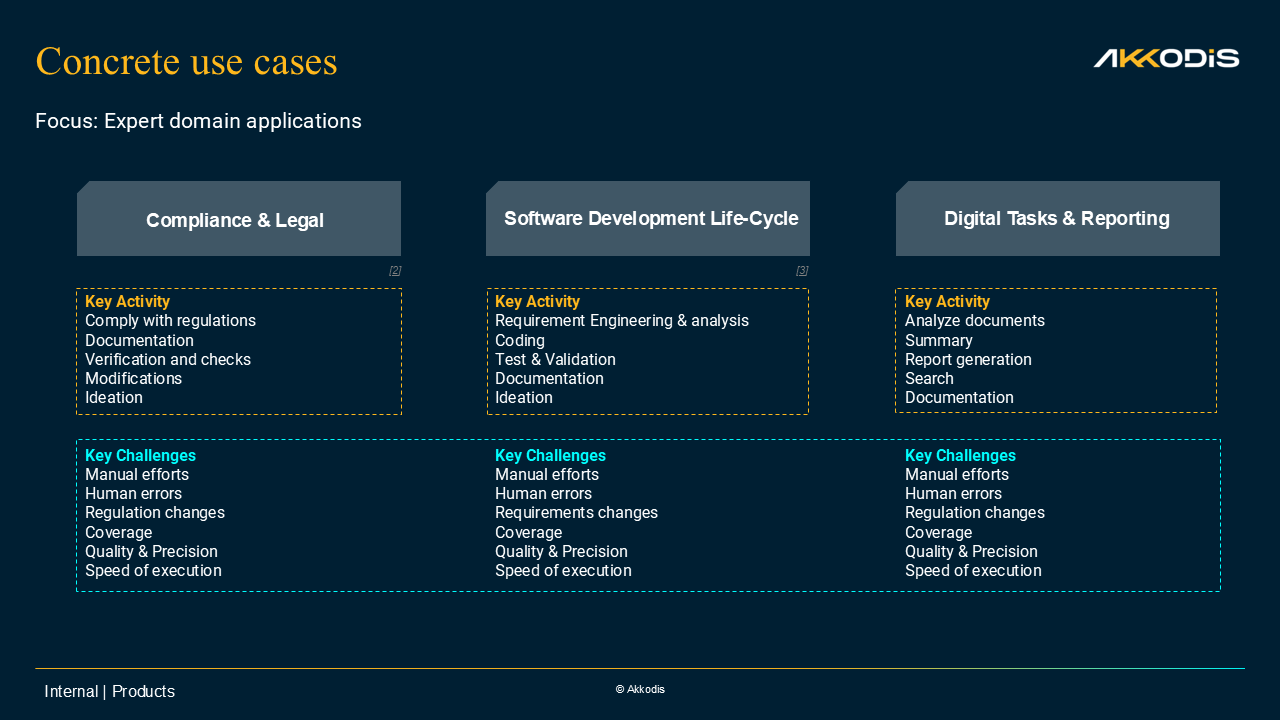 Concrete use cases
AKKODIS
Focus: Expert domain applications
Compliance & Legal
[2]
Key Activity
Comply with regulations
Documentation
Verification and checks
Modifications
Ideation
Software Development Life-Cycle
[3]
Key Activity
Requirement Engineering & analysis
Coding
Test & Validation
Documentation
Ideation
Digital Tasks & Reporting
Key Activity
Analyze documents
Summary
Report generation
Search
Documentation
Key Challenges
Manual efforts
Human errors
Regulation changes
Coverage
Quality & Precision
Speed of execution
Key Challenges
Manual efforts
Human errors
Requirements changes
Coverage
Quality & Precision
Speed of execution
Key Challenges
Manual efforts
Human errors
Regulation changes
Coverage
Quality & Precision
Speed of execution
Internal | Products
© Akkodis